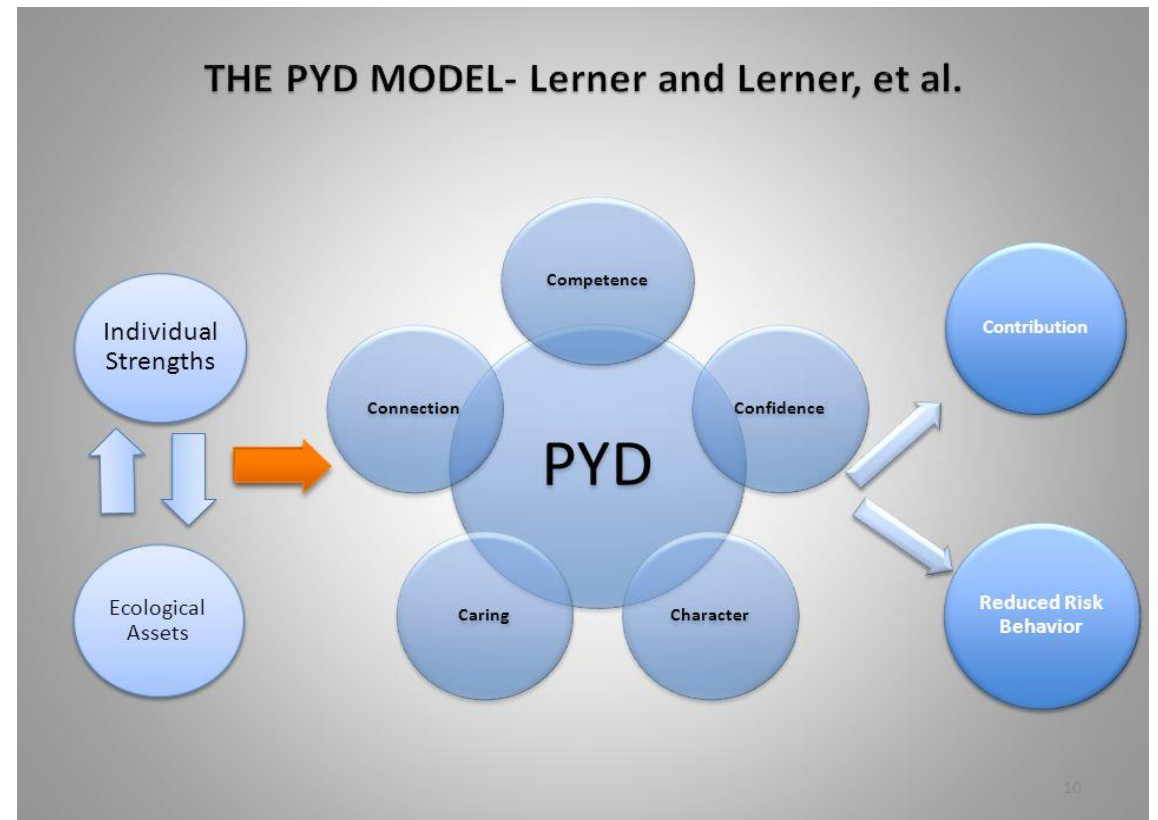 THE PYD MODEL- Lerner and Lerner, et al.
Individual
Strengths
Ecological
Assets
Competence
Connection
Confidence
PYD
Caring
Character
Contribution
Reduced Risk
Behavior
10